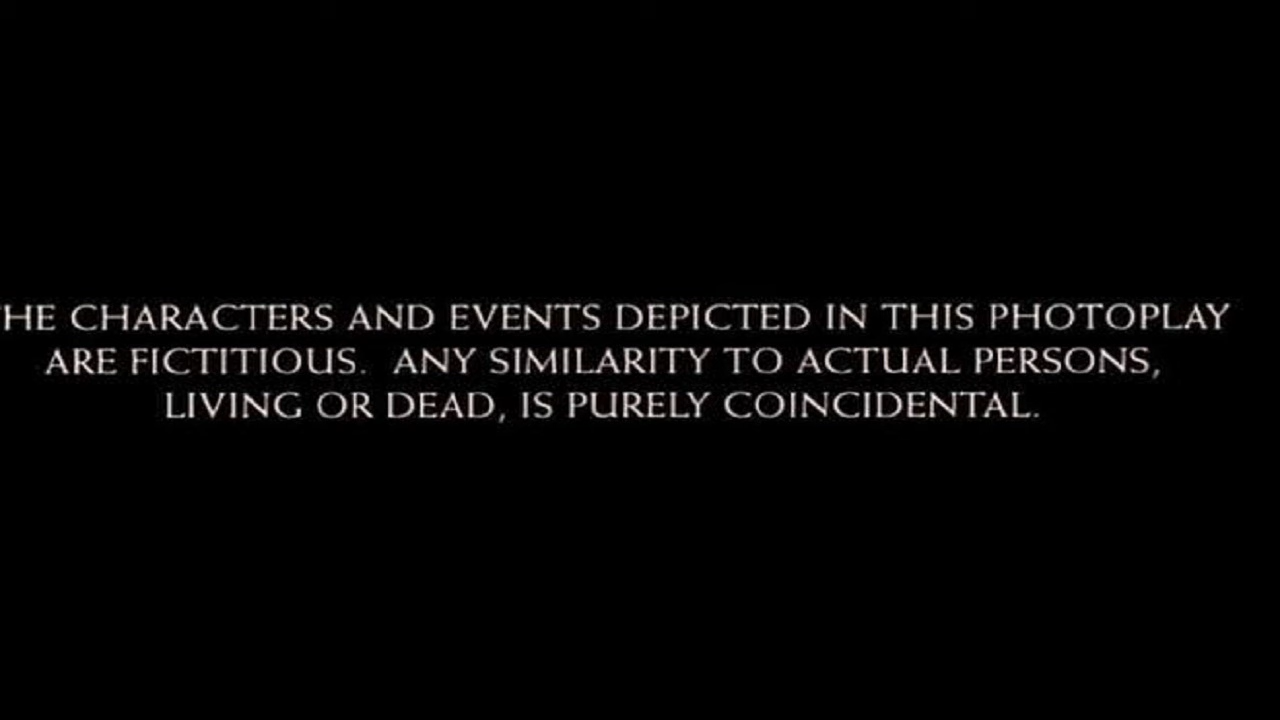 THE CHARACTERS AND EVENTS DEPICTED IN THIS PHOTOPLAY
ARE FICTITIOUS.  ANY SIMILARITY TO ACTUAL PERSONS,
LIVING OR DEAD, IS PURELY COINCIDENTAL.